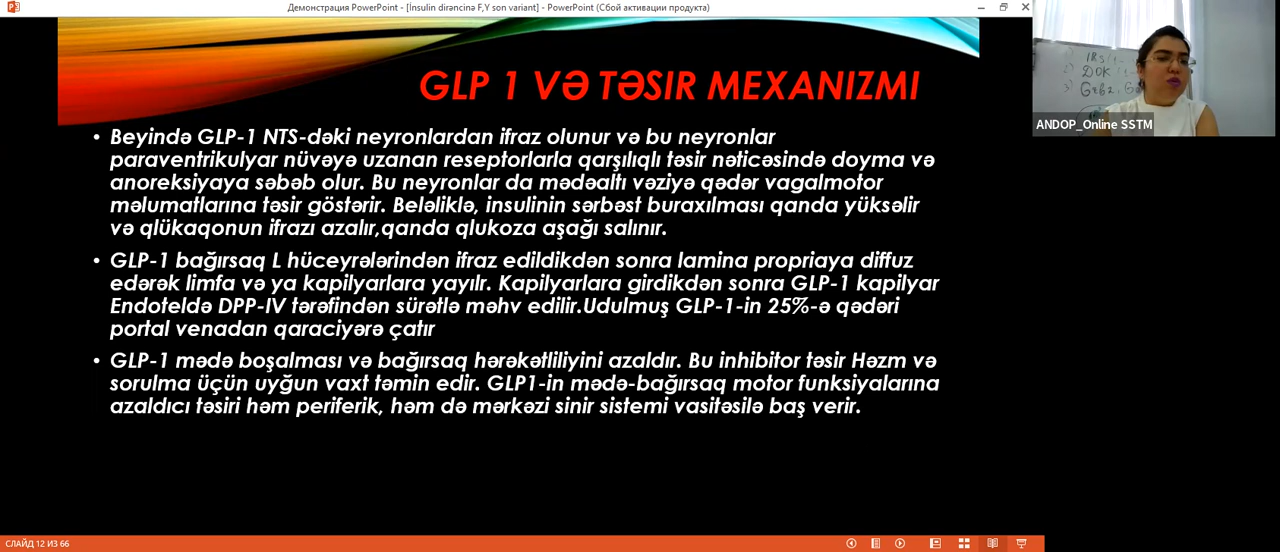 Демонстрация PowerPoint - [İnsulin dirəncinə F,Y son variant] - PowerPoint (Сбой активации продукта)
GLP 1 VƏ TƏSIR MEXANIZMI
• Beyində GLP-1 NTS-dəki neyronlardan ifraz olunur və bu neyronlar
paraventrikulyar nüvəyə uzanan reseptorlarla qarşılıqlı təsir nəticəsində doyma və
anoreksiyaya səbəb olur. Bu neyronlar da mədəaltı vəziyə qədər vagalmotor
məlumatlarına təsir göstərir. Beləliklə, insulinin sərbəst buraxılması qanda yüksəlir
və qlükaqonun ifrazı azalır,qanda qlukoza aşağı salınır.
• GLP-1 bağırsaq L hüceyrələrindən ifraz edildikdən sonra lamina propriaya diffuz
edərək limfa və ya kapilyarlara yayılr. Kapilyarlara girdikdən sonra GLP-1 kapilyar
Endoteldə DPP-IV tərəfindən sürətlə məhv edilir.Udulmuş GLP-1-in 25%-ə qədəri
portal venadan qaraciyərə çatır
• GLP-1 mədə boşalması və bağırsaq hərəkətliliyini azaldır. Bu inhibitor təsir Həzm və
sorulma üçün uyğun vaxt təmin edir. GLP1-in mədə-bağırsaq motor funksiyalarına
azaldıcı təsiri həm periferik, həm də mərkəzi sinir sistemi vasitəsilə baş verir.
ANDOP_Online SSTM
СЛАЙД 12 ИЗ 66